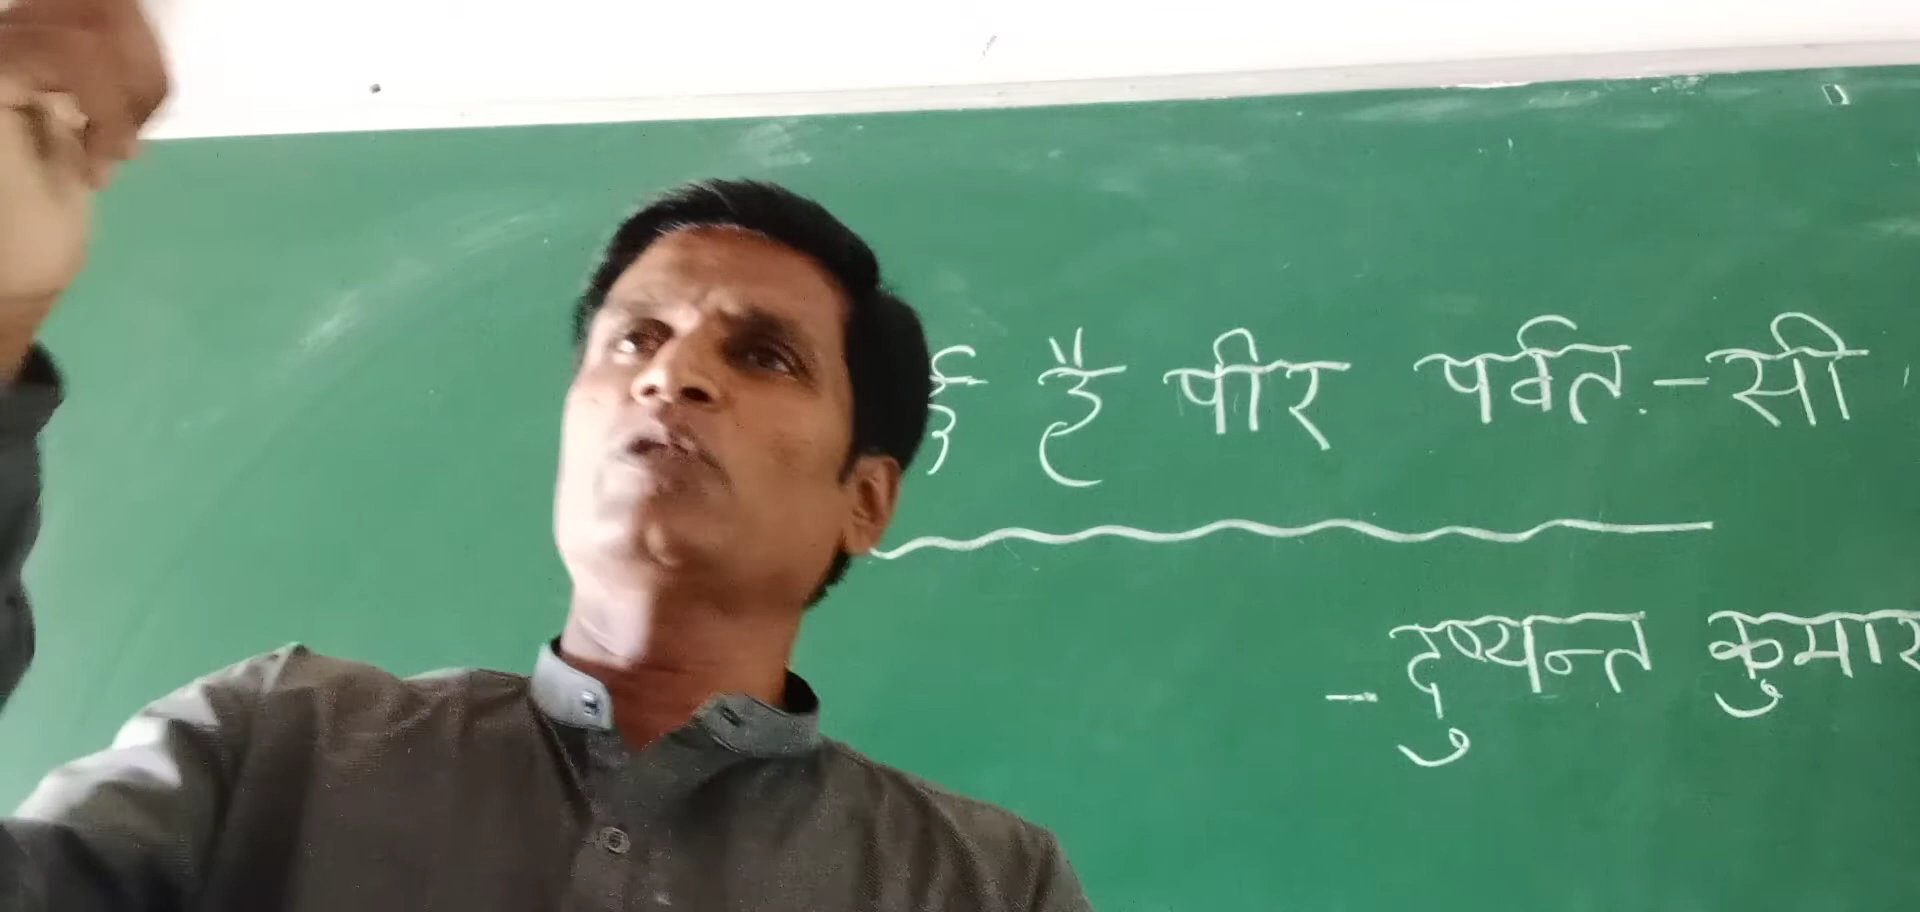 ई है पीर पर्वत-सी
- दुष्यन्त कुमार